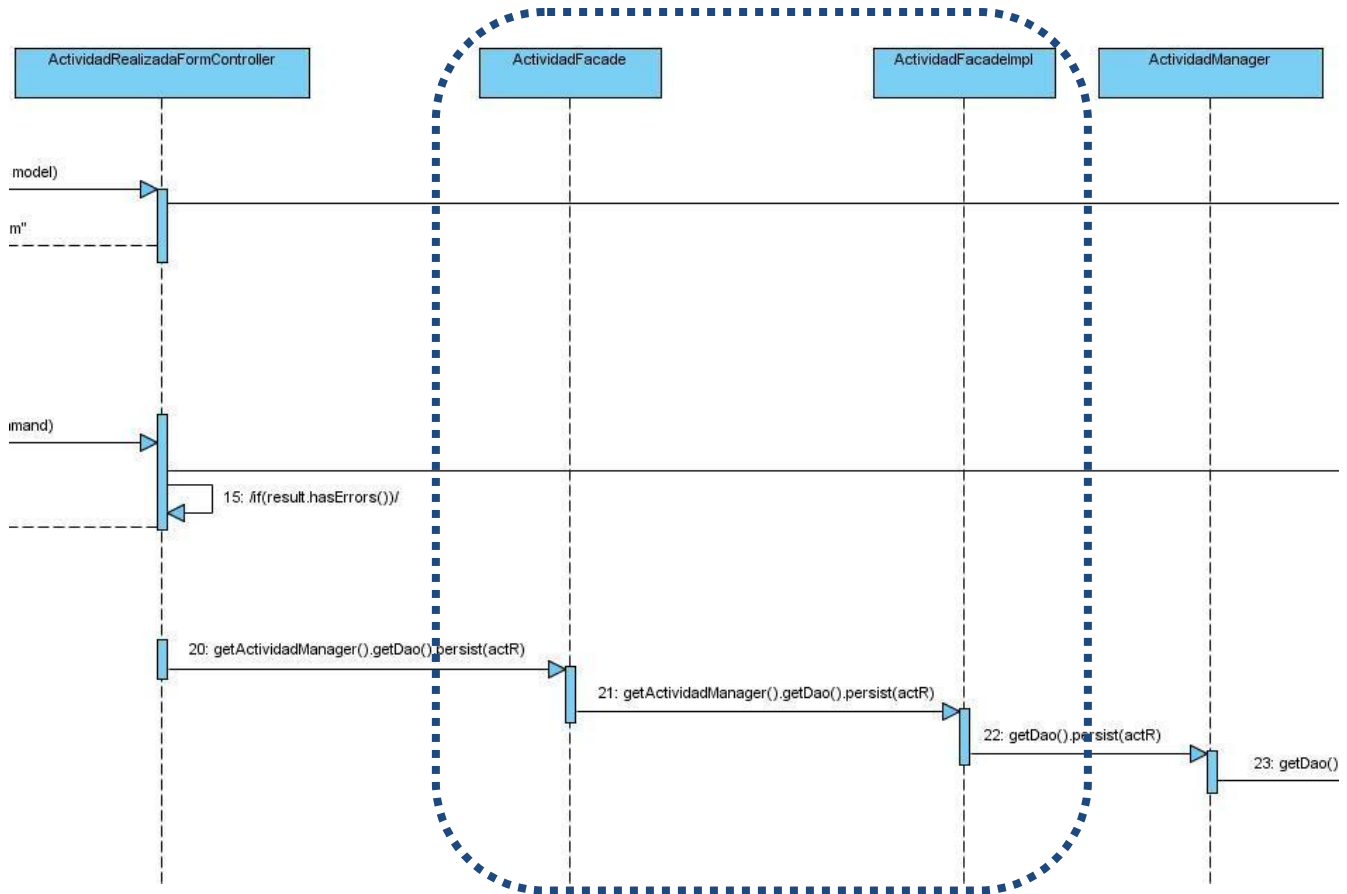 ActividadRealizadaFormController
ActividadFacade
ActividadFacadeImpl
ActividadManager
model)
m"
mand)
15: /if(result.hasErrors())/
20: getActividadManager().getDao().persist(actR)
21: getActividadManager().getDao().persist(actR)
22: getDao().persist(actR)
23: getDao()